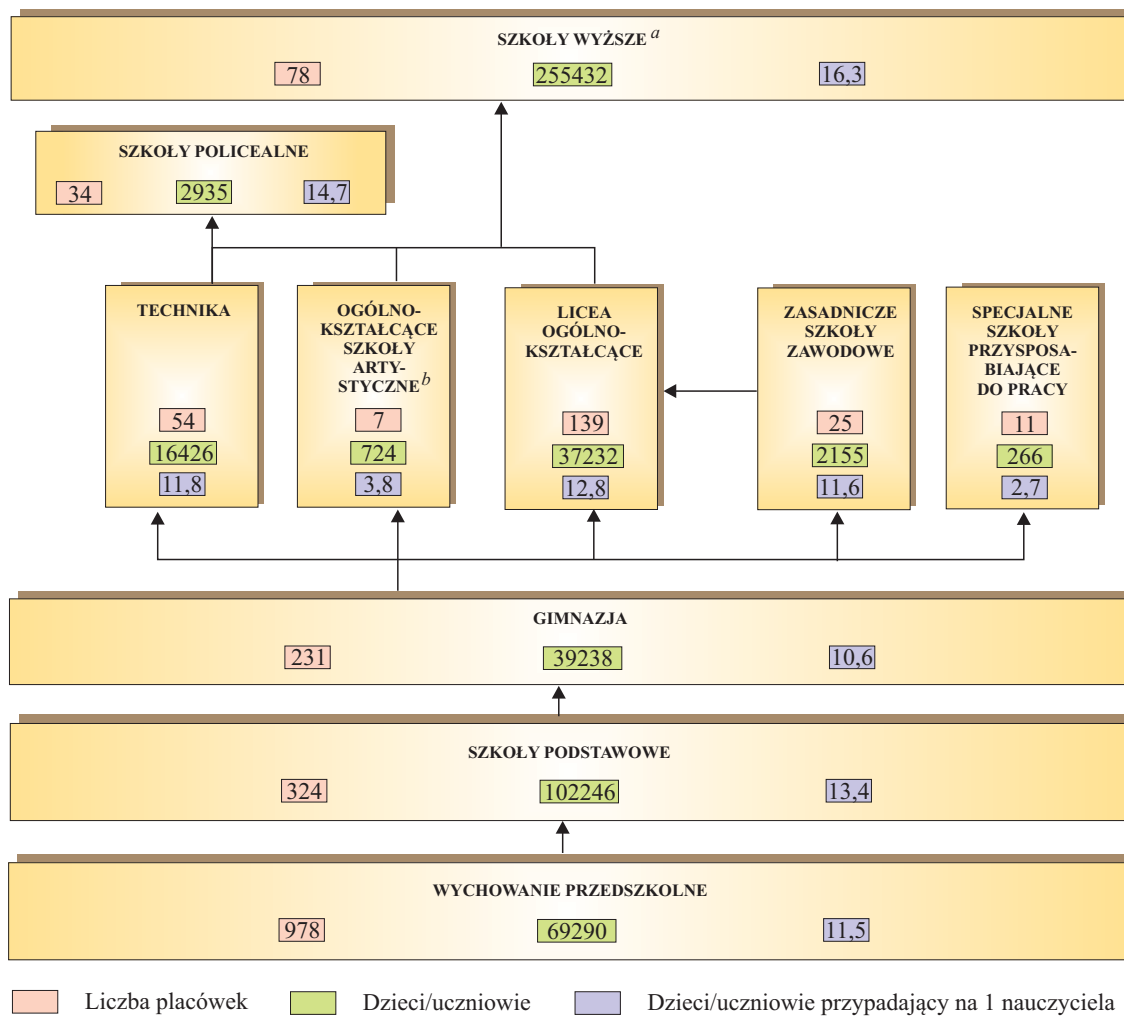 SZKOŁY WYŻSZE a
78 255432 16,3
SZKOŁY POLICEALNE
34 2935 14,7
TECHNIKA
54
16426
11,8
OGÓLNO-
KSZTAŁCĄCE
SZKOŁY
ARTY-
STYCZNE b
7
724
3,8
LICEA
OGÓLNO-
KSZTAŁCĄCE
139
37232
12,8
ZASADNICZE
SZKOŁY
ZAWODOWE
25
2155
11,6
SPECJALNE
SZKOŁY
PRZYSPOSA-
BIAJĄCE
DO PRACY
11
266
2,7
GIMNAZJA
231 39238 10,6
SZKOŁY PODSTAWOWE
324 102246 13,4
WYCHOWANIE PRZEDSZKOLNE
978 69290 11,5
Liczba placówek Dzieci/uczniowie Dzieci/uczniowie przypadający na 1 nauczyciela